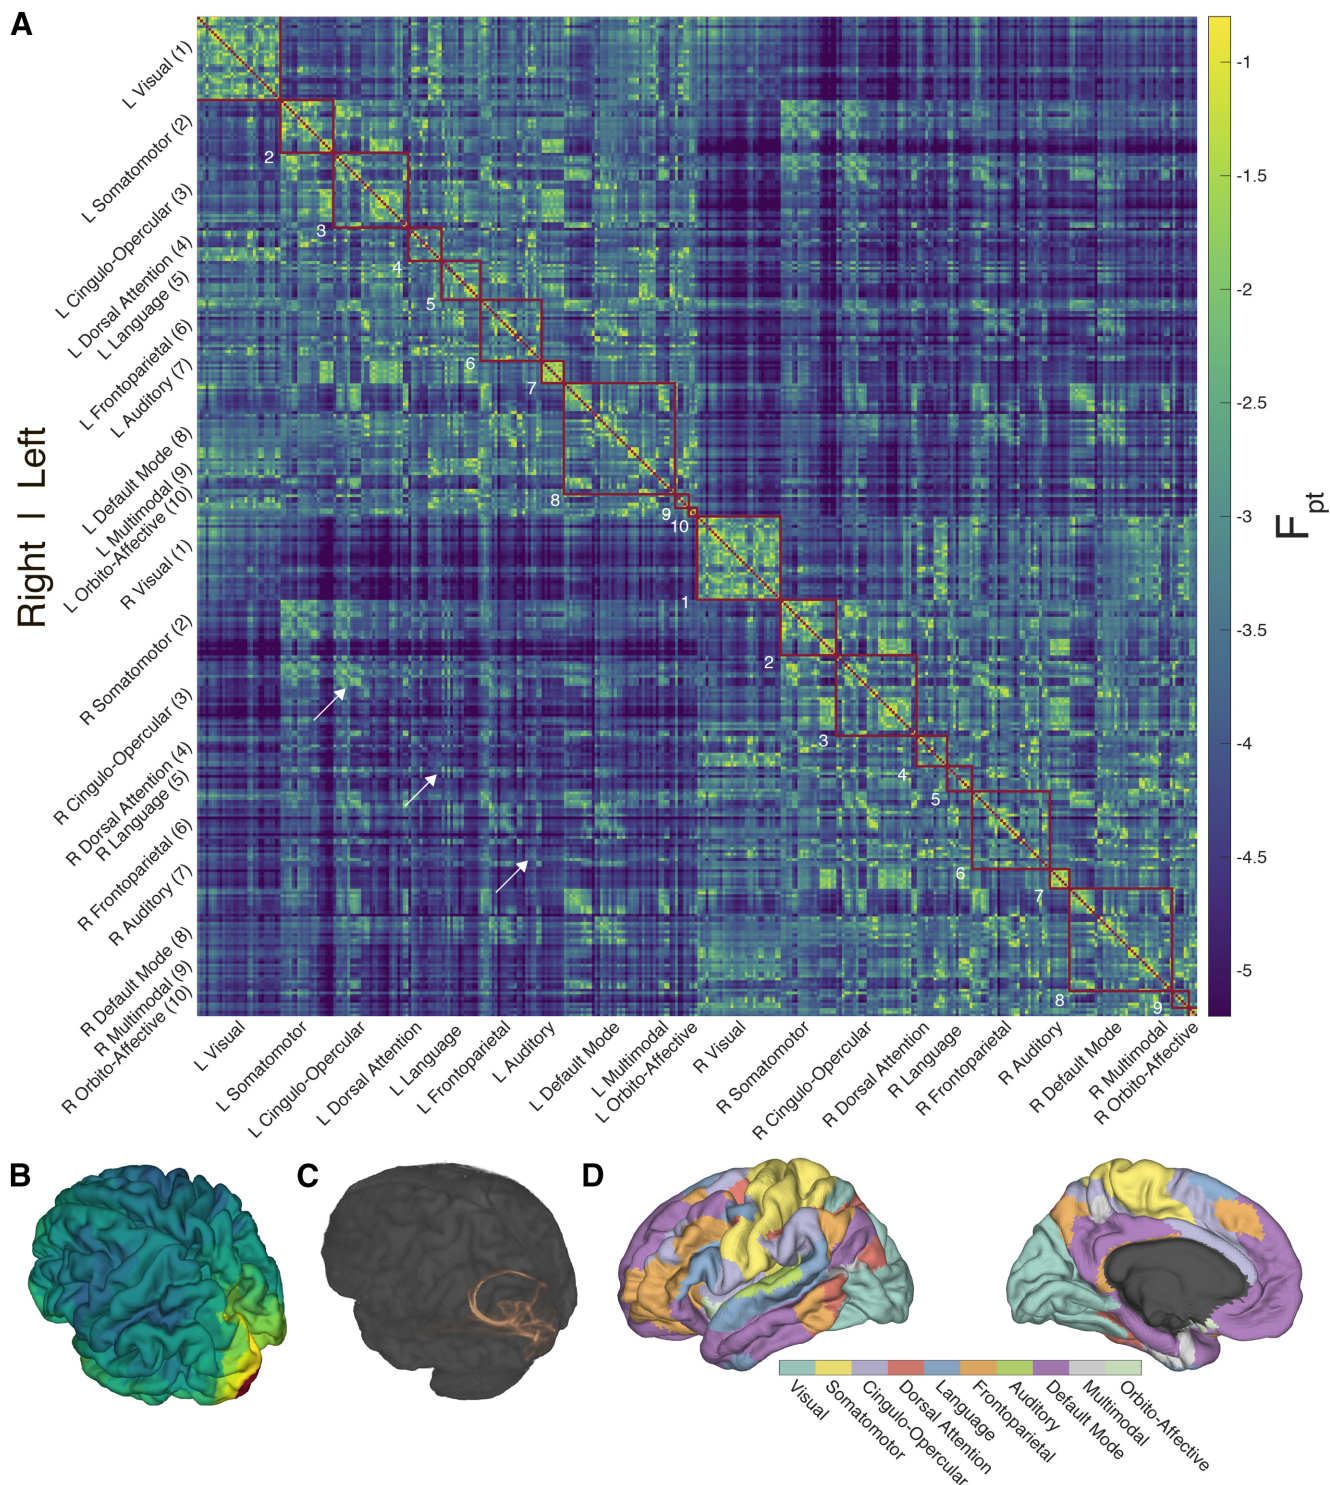 A
L Visual (1)
L Somatomotor (2)
L Cingulo-Opercular (3)
L Dorsal Attention (4)
L Language (5)
L Frontoparietal (6)
L Auditory (7)
L Default Mode (8)
L Multimodal (9)
L Orbito-Affective (10)
R Visual (1)
R Somatomotor (2)
R Cingulo-Opercular (3)
R Dorsal Attention (4)
R Language (5)
R Frontoparietal (6)
R Auditory (7)
R Default Mode (8)
R Multimodal (9)
R Orbito-Affective (10)
Right | Left
2
3
4
5
6
7
8
9
10
1
2
3
4
5
6
7
8
9
-1
-1.5
-2
-2.5
-3
-3.5
-4
-4.5
-5
Fpt
L Visual
L Somatomotor
L Cingulo-Opercular
L Dorsal Attention
L Language
L Frontoparietal
L Auditory
L Default Mode
L Multimodal
L Orbito-Affective
R Visual
R Somatomotor
R Cingulo-Opercular
R Dorsal Attention
R Language
R Frontoparietal
R Auditory
R Default Mode
R Multimodal
R Orbito-Affective
B
C
D
Visual
Somatomotor
Cingulo-Opercular
Dorsal Attention
Language
Frontoparietal
Auditory
Default Mode
Multimodal
Orbito-Affective